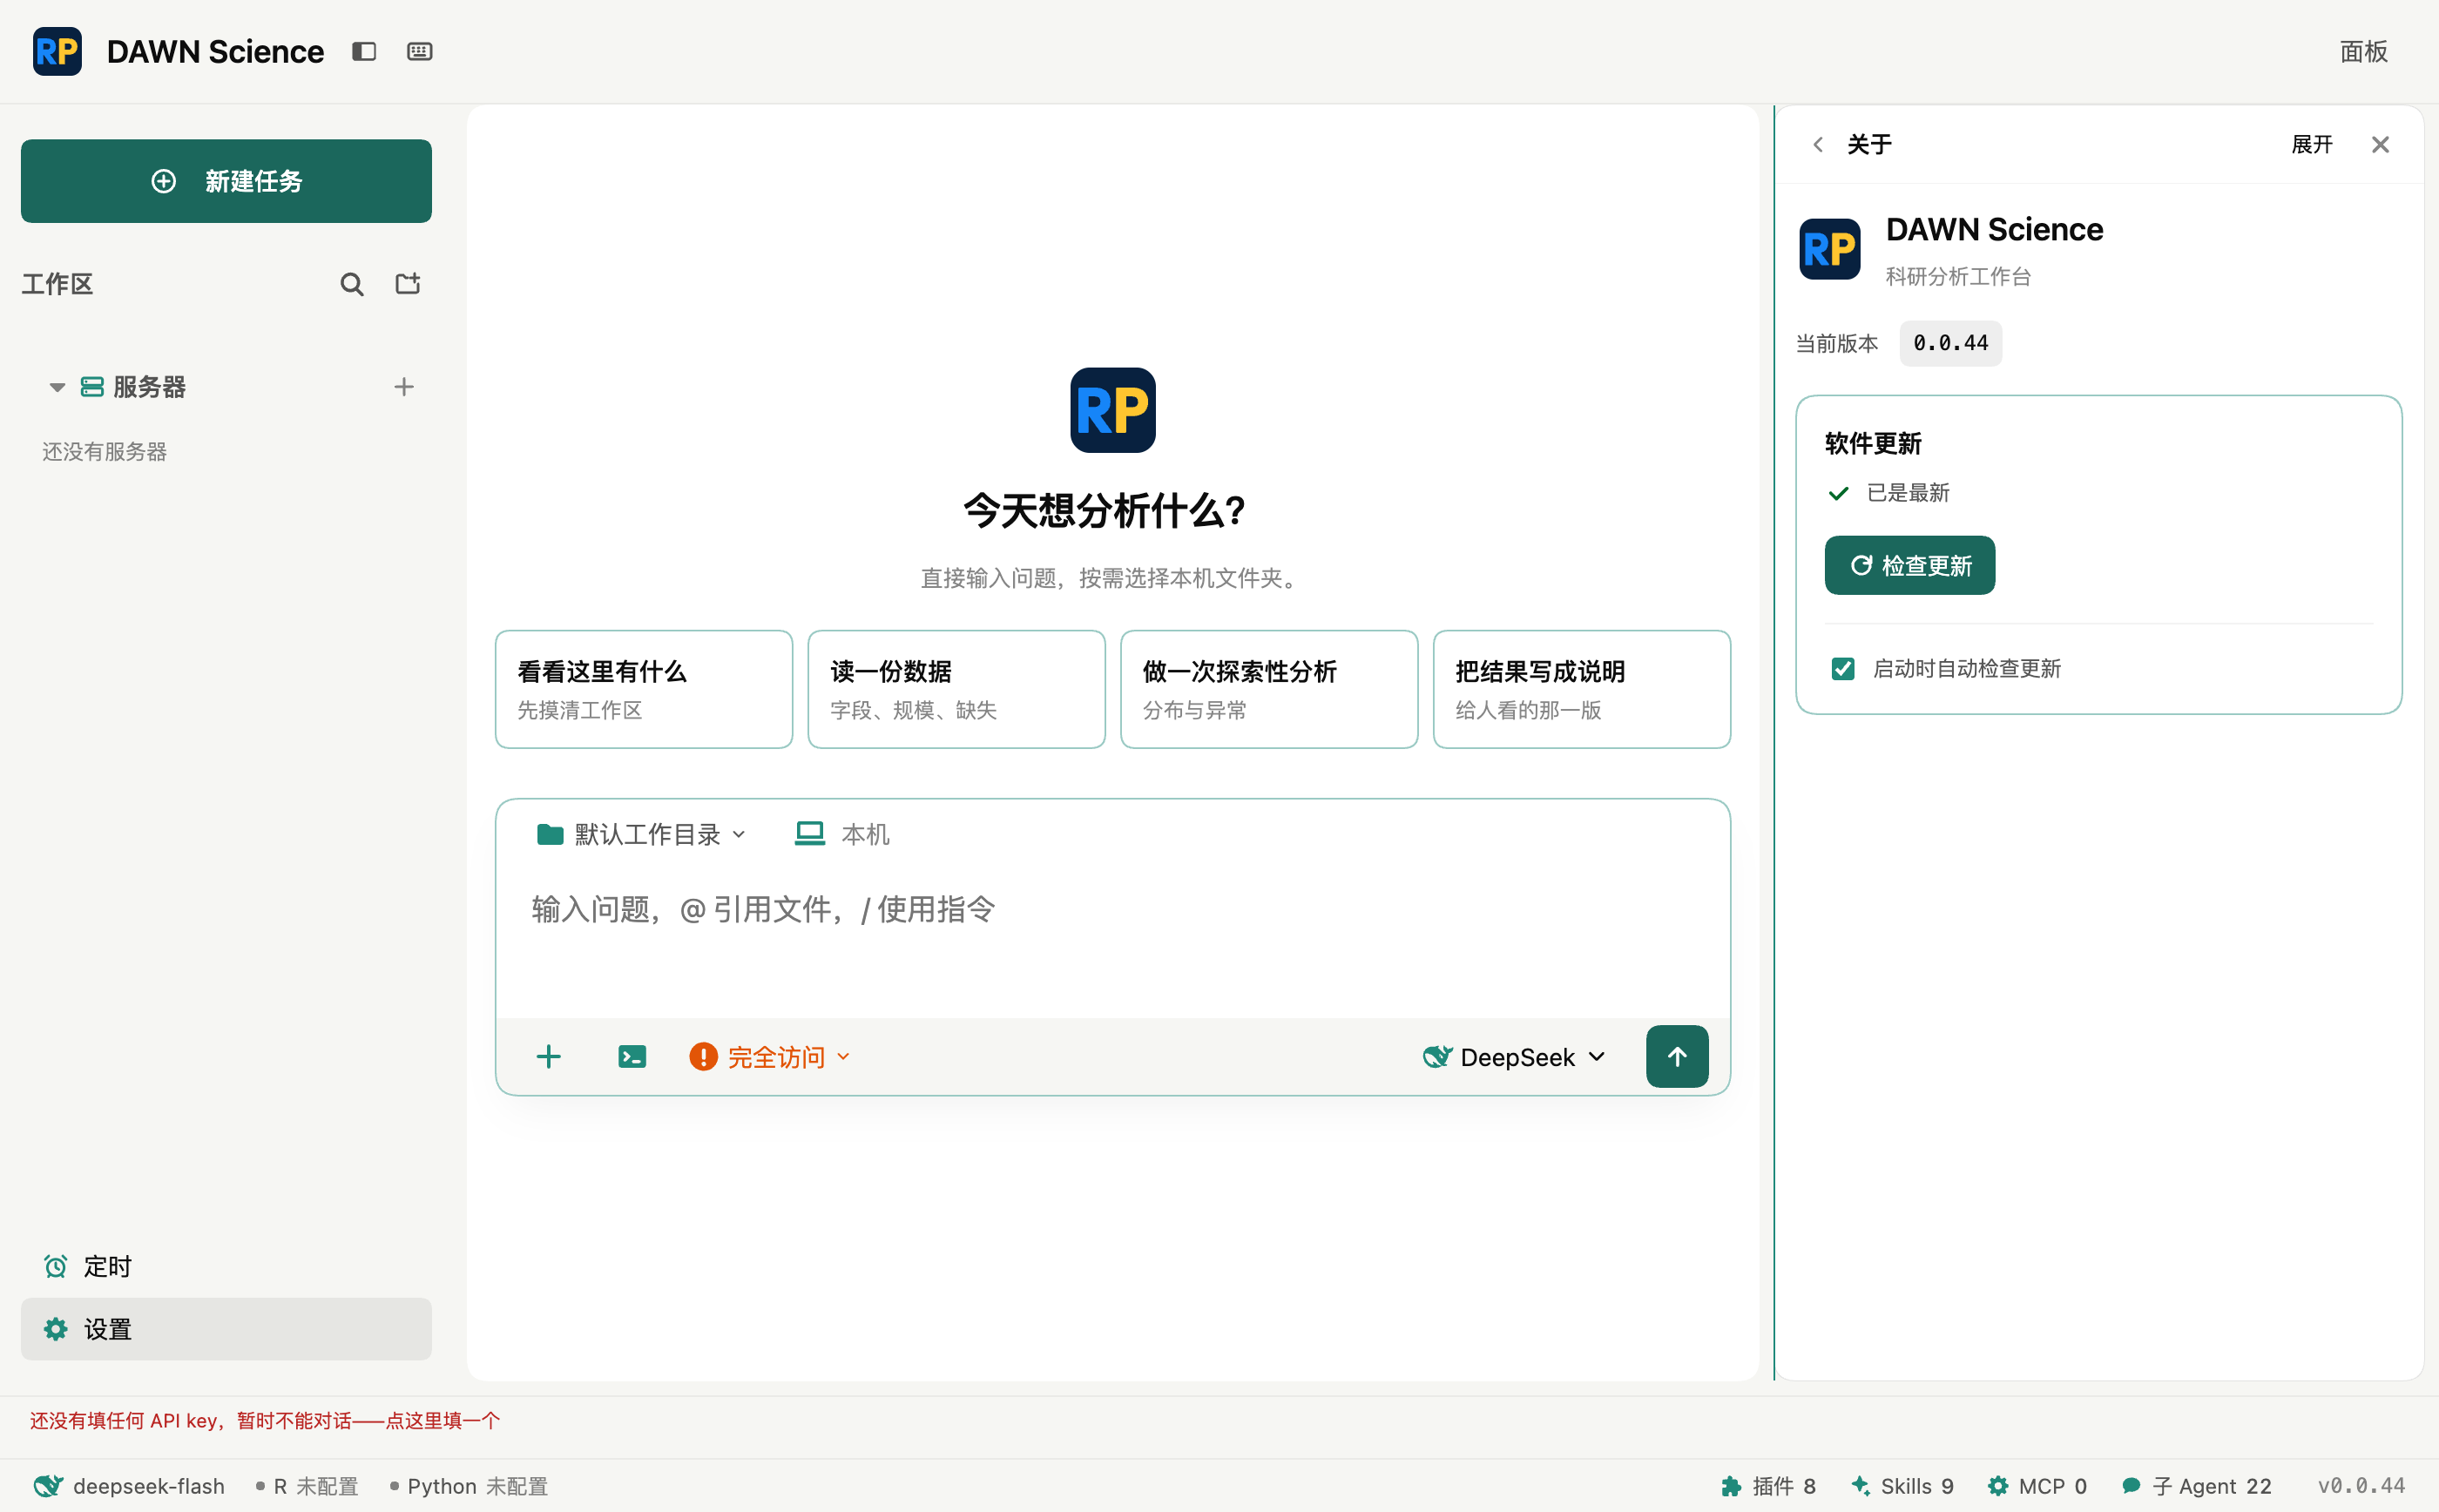 RP DAWN Science
面板
新建任务
工作区
服务器
还没有服务器
定时
设置
RP
今天想分析什么?
直接输入问题，按需选择本机文件夹。
看看这里有什么
先摸清工作区
读一份数据
字段、规模、缺失
做一次探索性分析
分布与异常
把结果写成说明
给人看的那一版
默认工作目录 本机
输入问题，@ 引用文件，/ 使用指令
完全访问 DeepSeek
关于 展开
RP DAWN Science
科研分析工作台
当前版本 0.0.44
软件更新
已是最新
检查更新
启动时自动检查更新
还没有填任何 API key，暂时不能对话——点这里填一个
deepseek-flash R 未配置 Python 未配置 插件 8 Skills 9 MCP 0 子 Agent 22 v0.0.44